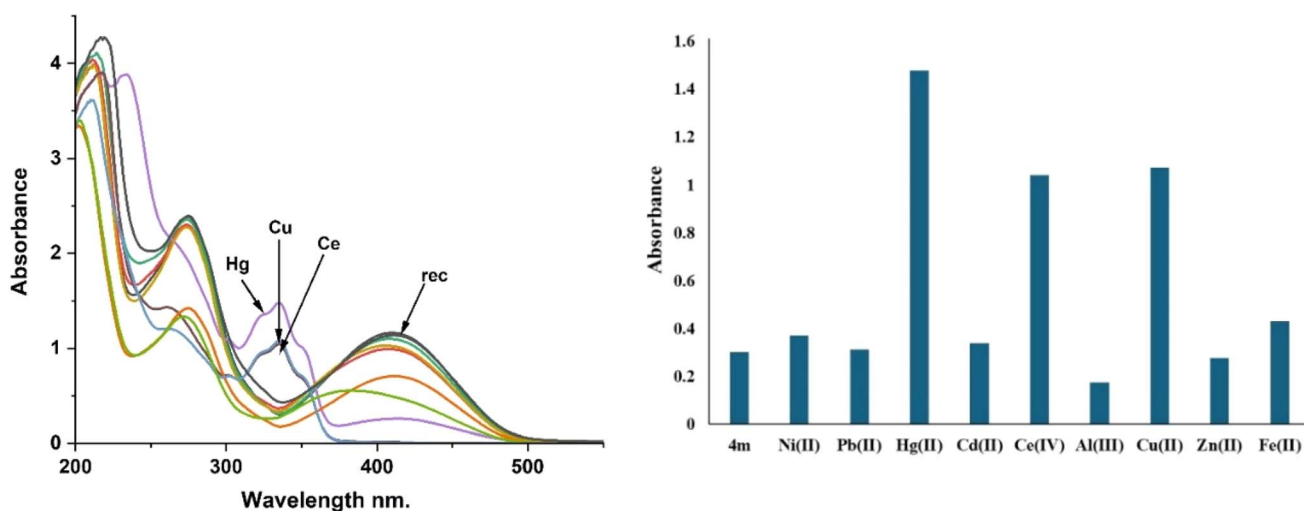 Absorbance
4
3
2
1
0
Hg
Cu
Ce
rec
200
300
400
500
Wavelength nm.
Absorbance
1.6
1.4
1.2
1
0.8
0.6
0.4
0.2
0
4m
Ni(II)
Pb(II)
Hg(II)
Cd(II)
Ce(IV)
Al(III)
Cu(II)
Zn(II)
Fe(II)